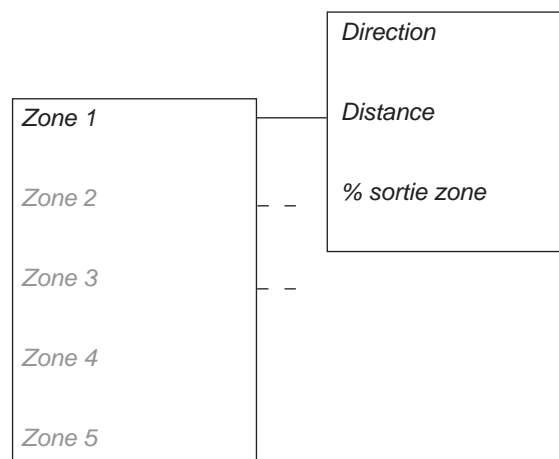 Direction
Distance
% sortie zone
Zone 1
Zone 2
Zone 3
Zone 4
Zone 5